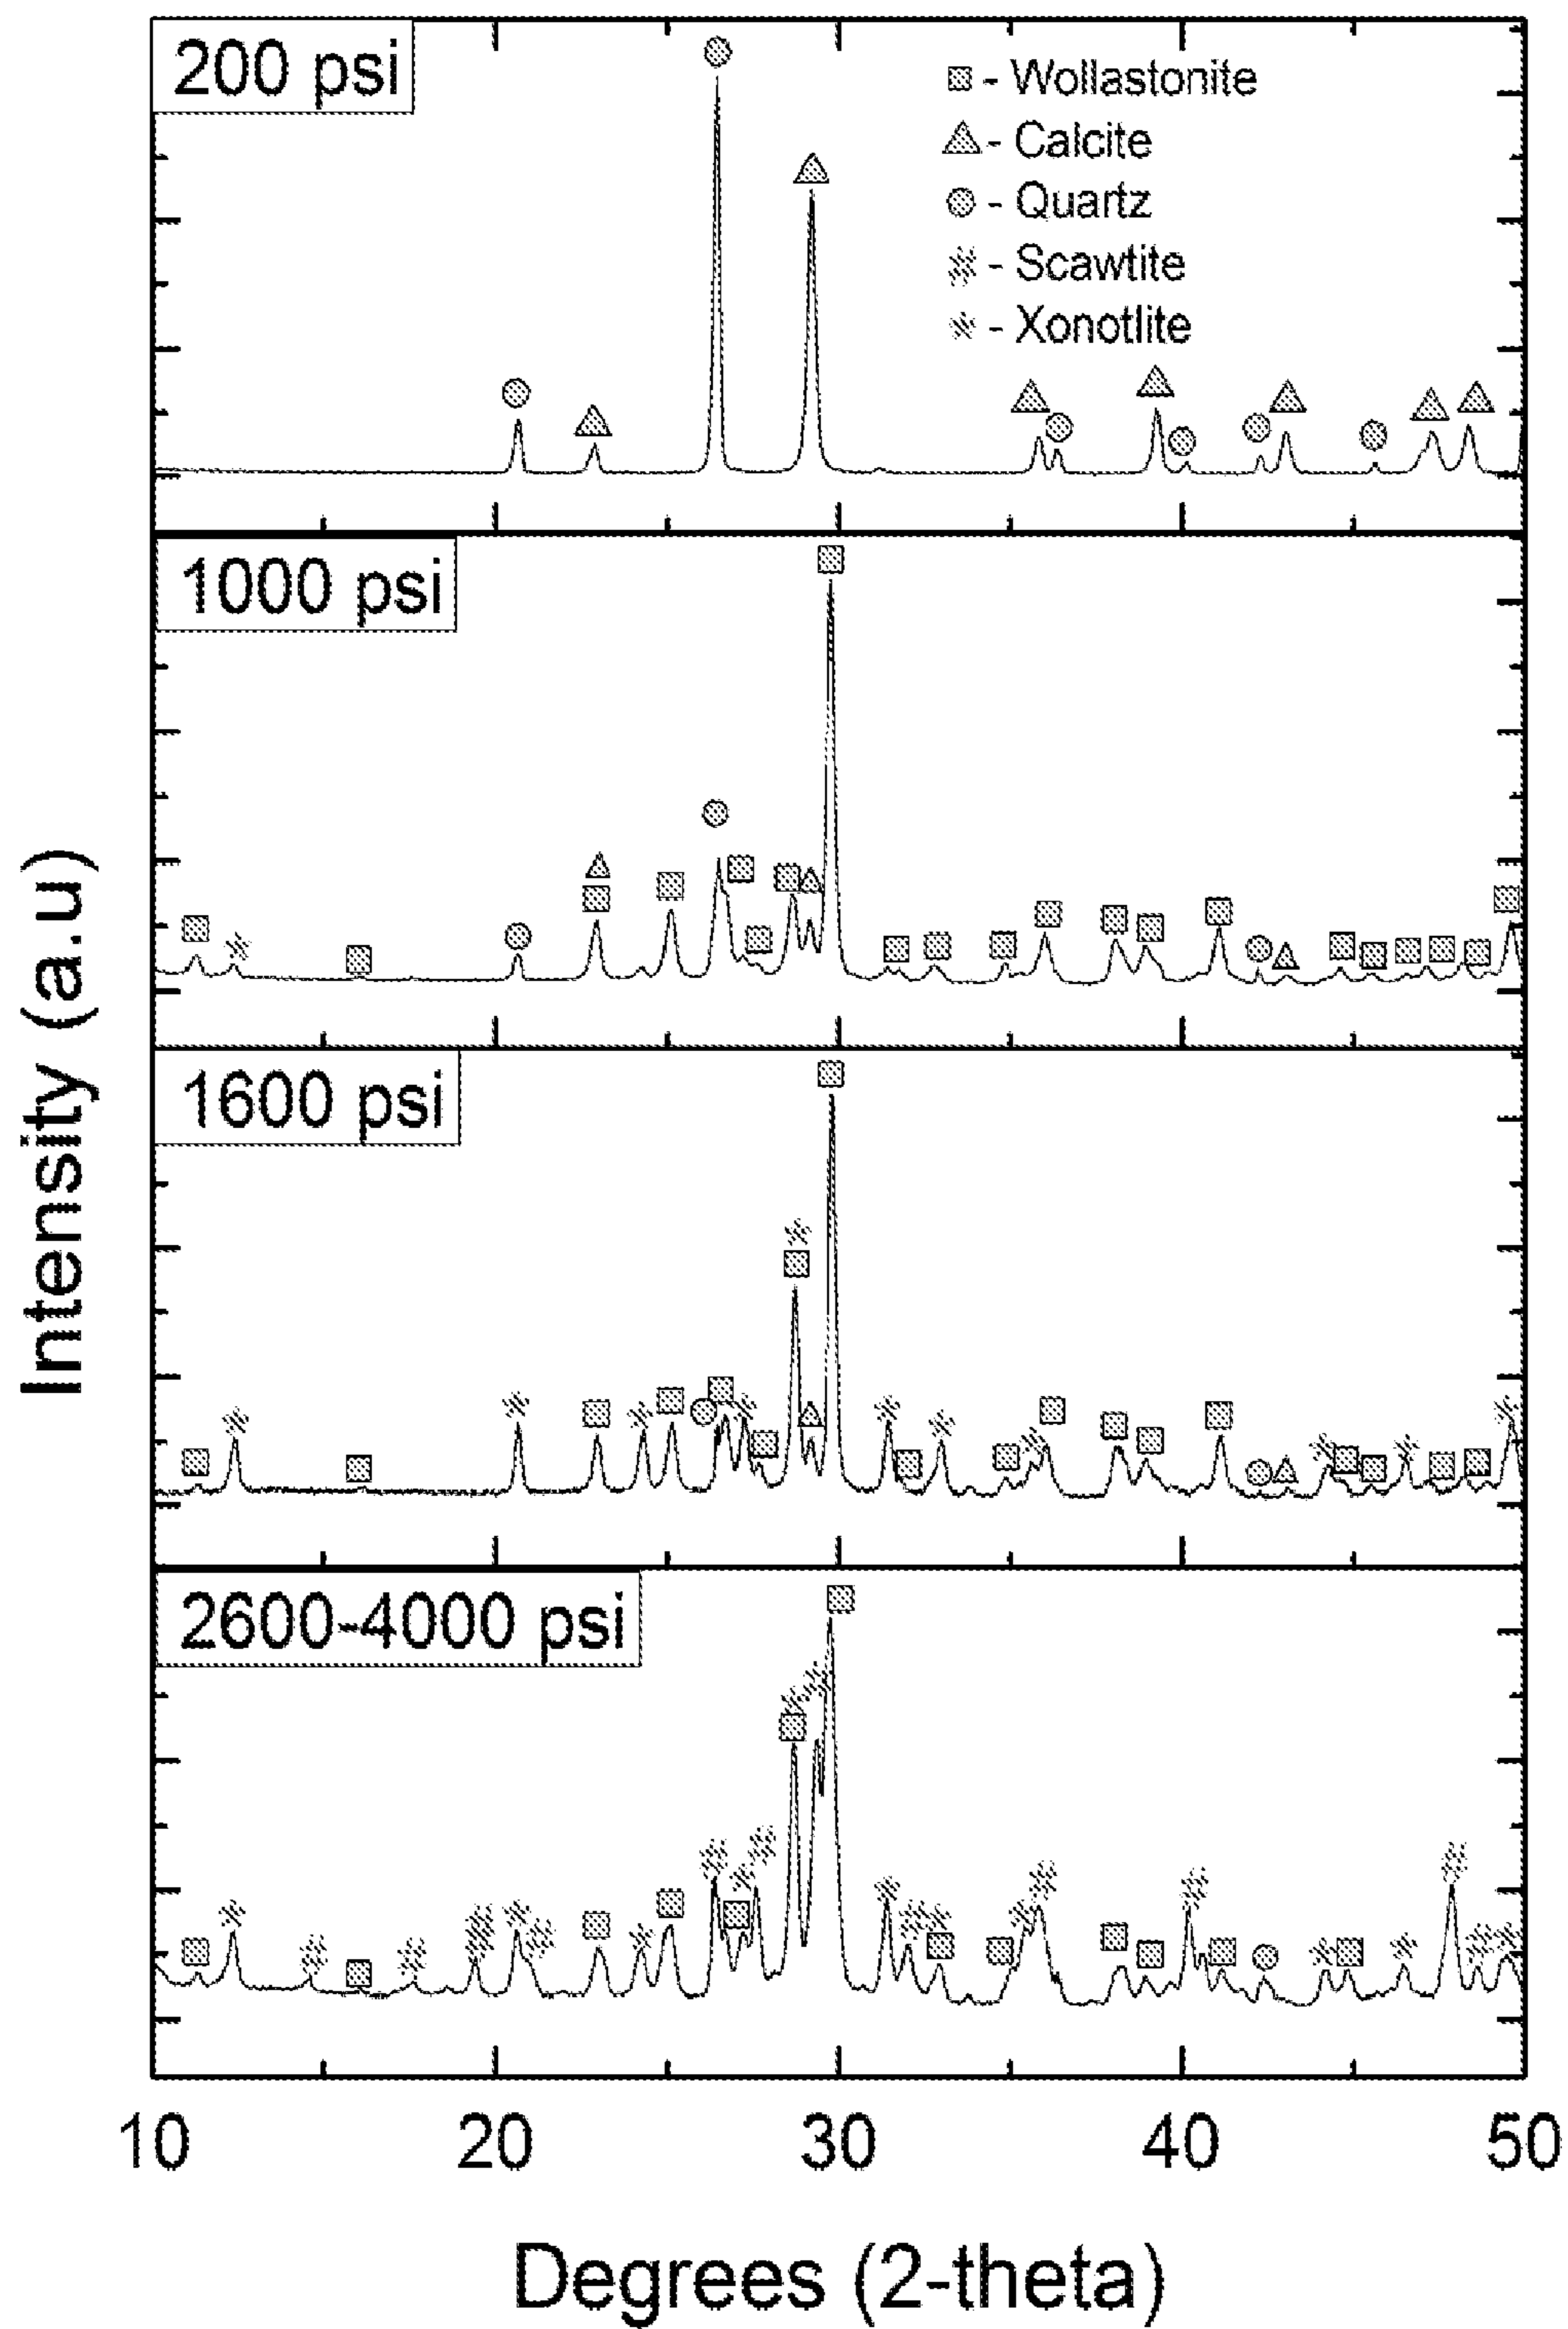 200 psi
- Wollastonite
- Calcite
- Quartz
- Scawtite
- Xonotlite
1000 psi
1600 psi
2600-4000 psi
Intensity (a.u)
10 20 30 40 50
Degrees (2-theta)